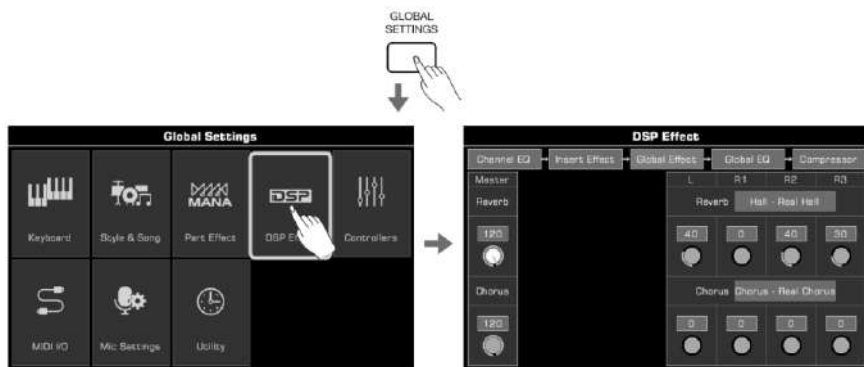 GLOBAL
SETTINGS
Global Settings
Keyboard
Style & Song
MANA
Part Effect
DSP
DSP Ef
Controllers
MIDI I/O
Mic Settings
Utility
DSP Effect
Channel EQ
Insert Effect
Global Effect
Global EQ
Compressor
Master
L R1 R2 R3
Reverb
Reverb Hall - Real Hall
120
40 0 40 30
Chorus
Chorus Chorus - Real Chorus
120
0 0 0 0